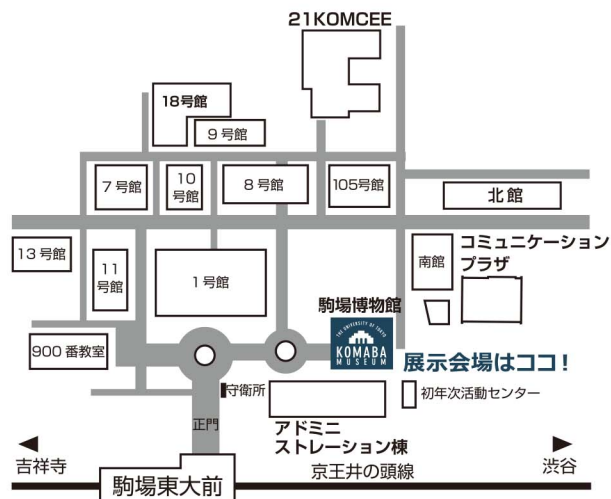 21KOMCEE
18号館
9号館
7号館
10
号館
8号館
105号館
北館
13号館
11
号館
1号館
南館
コミュニケーション
プラザ
駒場博物館
THE UNIVERSITY OF TOKYO
KOMABA
MUSEUM
展示会場はココ!
900番教室
守衛所
正門
アドミニ
ストレーション棟
初年次活動センター
吉祥寺
渋谷
京王井の頭線
駒場東大前